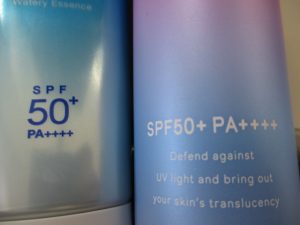 Watery Essence
SPF
50+
PA++++
SPF50+ PA++++
Defend against
UV light and bring out
your skin's translucency